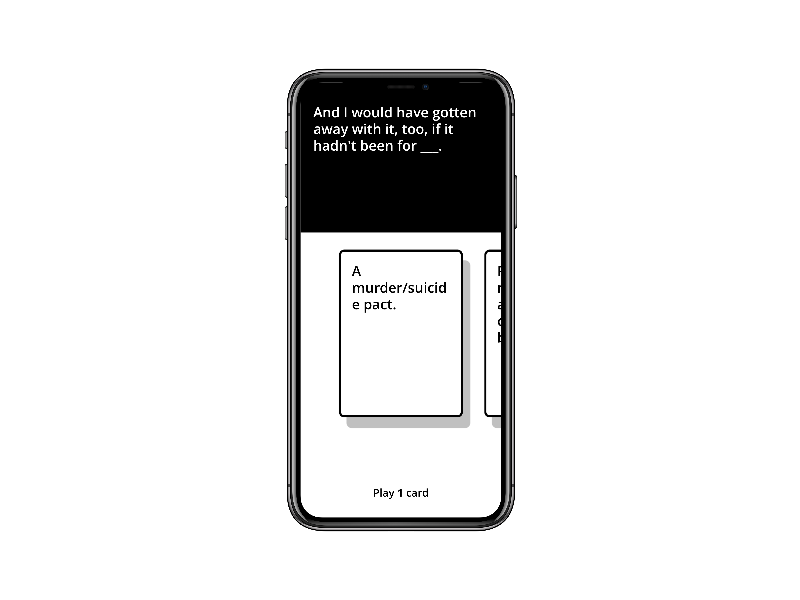 And I would have gotten
away with it, too, if it
hadn't been for ___.
A
murder/suicid
e pact.
Play 1 card